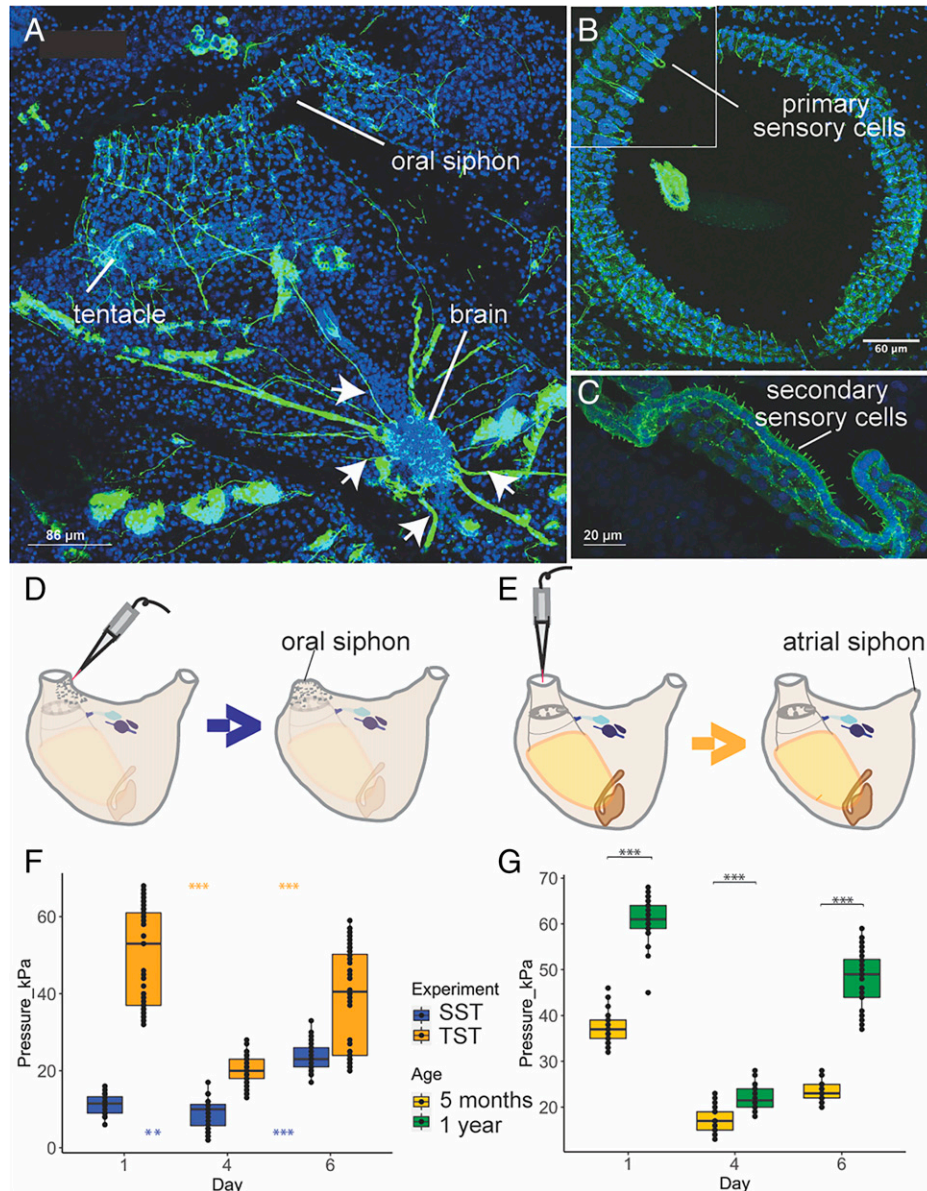 A
oral siphon
tentacle
brain
86 µm
B
primary
sensory cells
60 µm
C
secondary
sensory cells
20 µm
D
oral siphon
E
atrial siphon
F
***
***
60
40
20
0
Pressure_kPa
**
***
1
4
6
Day
Experiment
SST
TST
Age
5 months
1 year
G
***
***
***
70
60
50
40
30
20
Pressure_kPa
1
4
6
Day